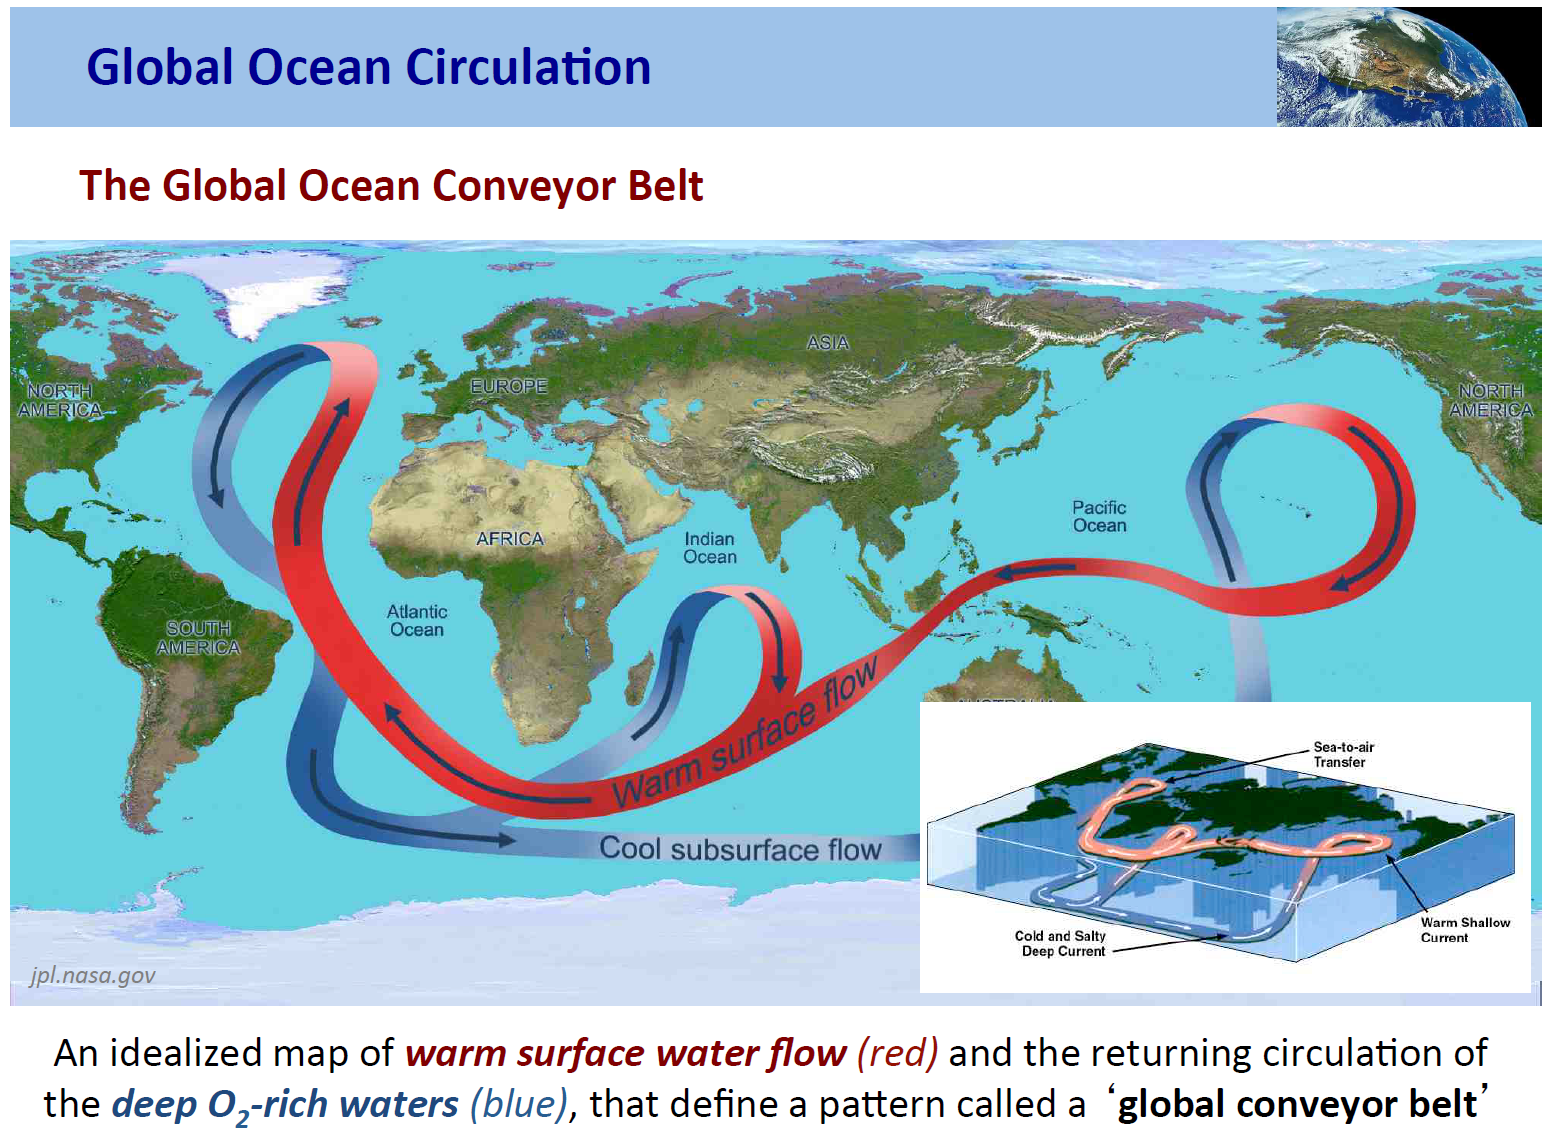 Global Ocean Circulation
The Global Ocean Conveyor Belt
NORTH
AMERICA
EUROPE
ASIA
NORTH
AMERICA
Pacific
Ocean
AFRICA
Indian
Ocean
Atlantic
Ocean
SOUTH
AMERICA
AUSTRALIA
Warm surface flow
Cool subsurface flow
Sea-to-air
Transfer
Cold and Salty
Deep Current
Warm Shallow
Current
jpl.nasa.gov
An idealized map of warm surface water flow (red) and the returning circulation of
the deep O₂-rich waters (blue), that define a pattern called a ‘global conveyor belt’